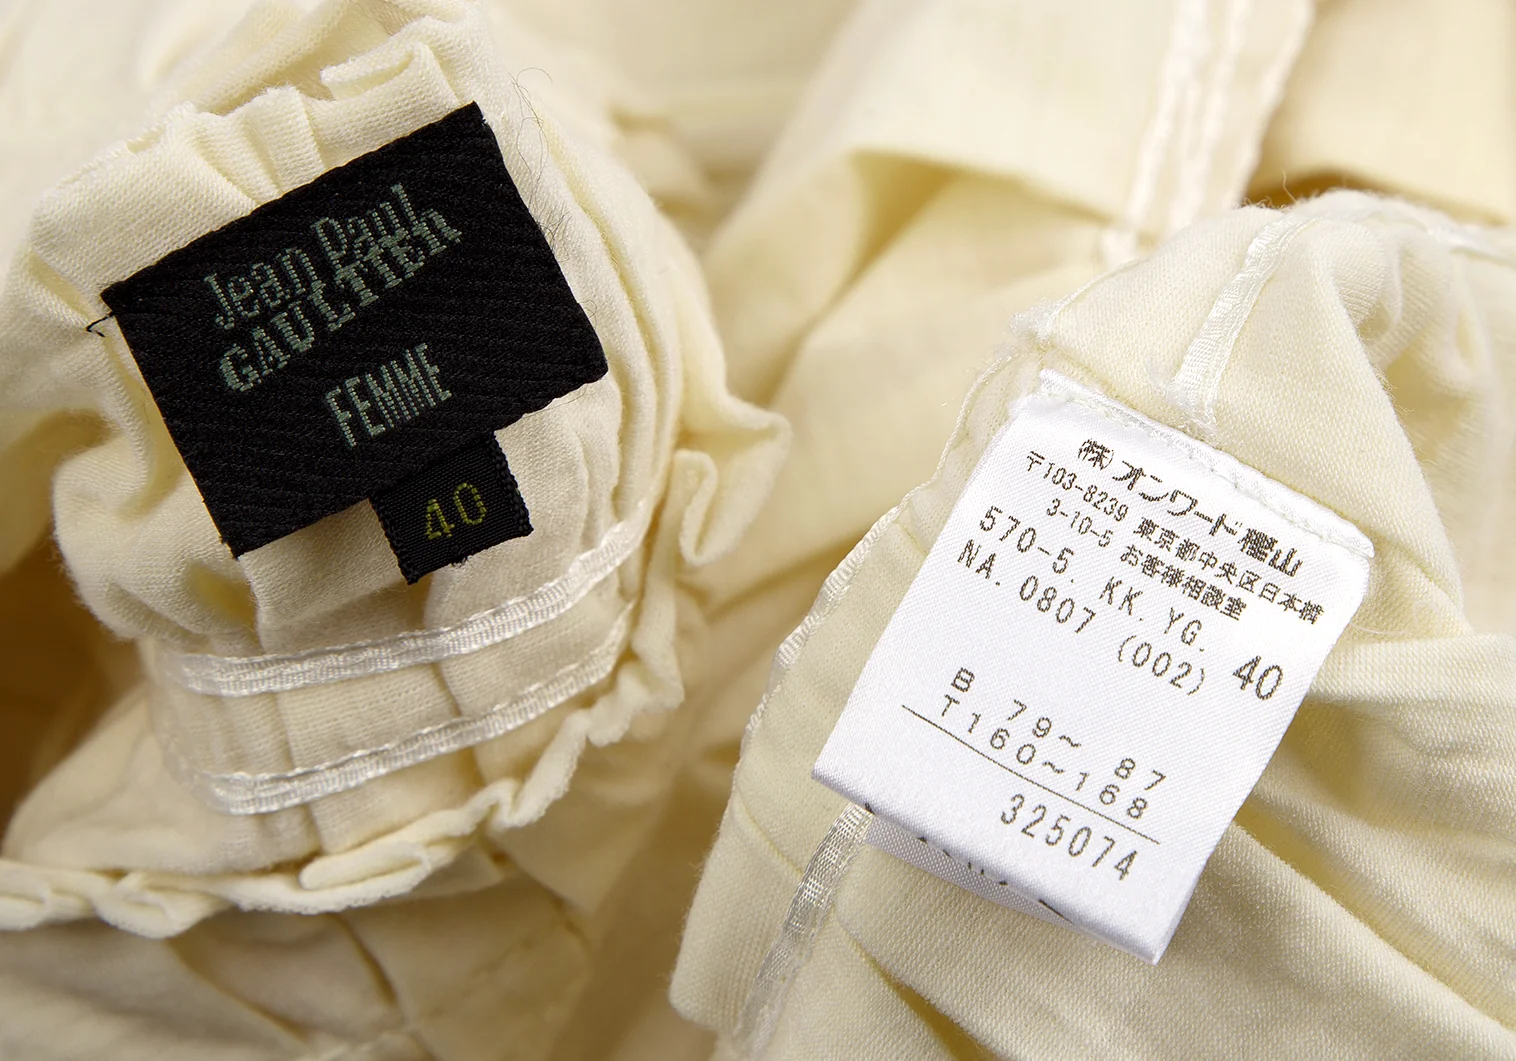 Jean Paul
GAULTIER
FEMME
40
㈱オンワード樫山
〒103-8239 東京都中央区日本橋
3-10-5 お客様相談室
570-5. KK. YG. 40
NA. 0807 (002)
B 79～ 87
T160～168
325074